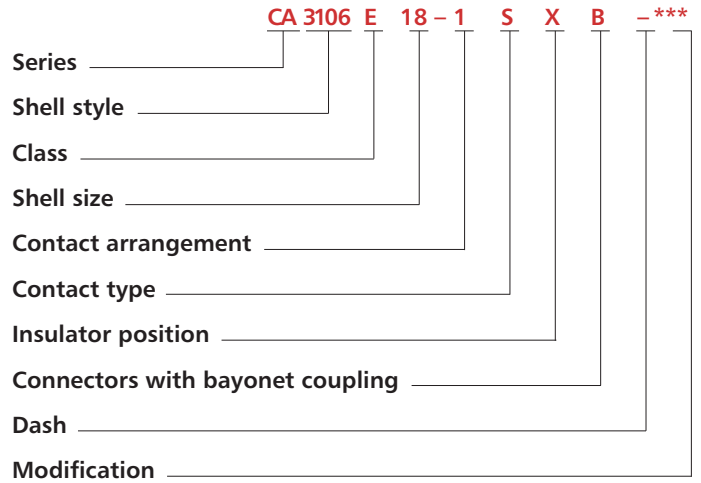 CA 3106 E 18 – 1 S X B – ***
Series
Shell style
Class
Shell size
Contact arrangement
Contact type
Insulator position
Connectors with bayonet coupling
Dash
Modification